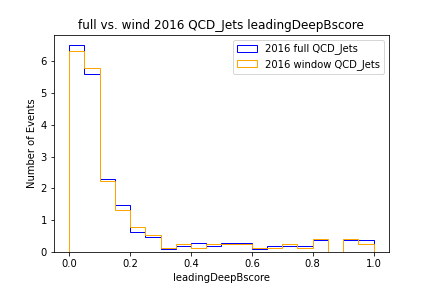 full vs. wind 2016 QCD_Jets leadingDeepBscore
2016 full QCD_Jets
2016 window QCD_Jets
Number of Events
6
5
4
3
2
1
0
0.0 0.2 0.4 0.6 0.8 1.0
leadingDeepBscore